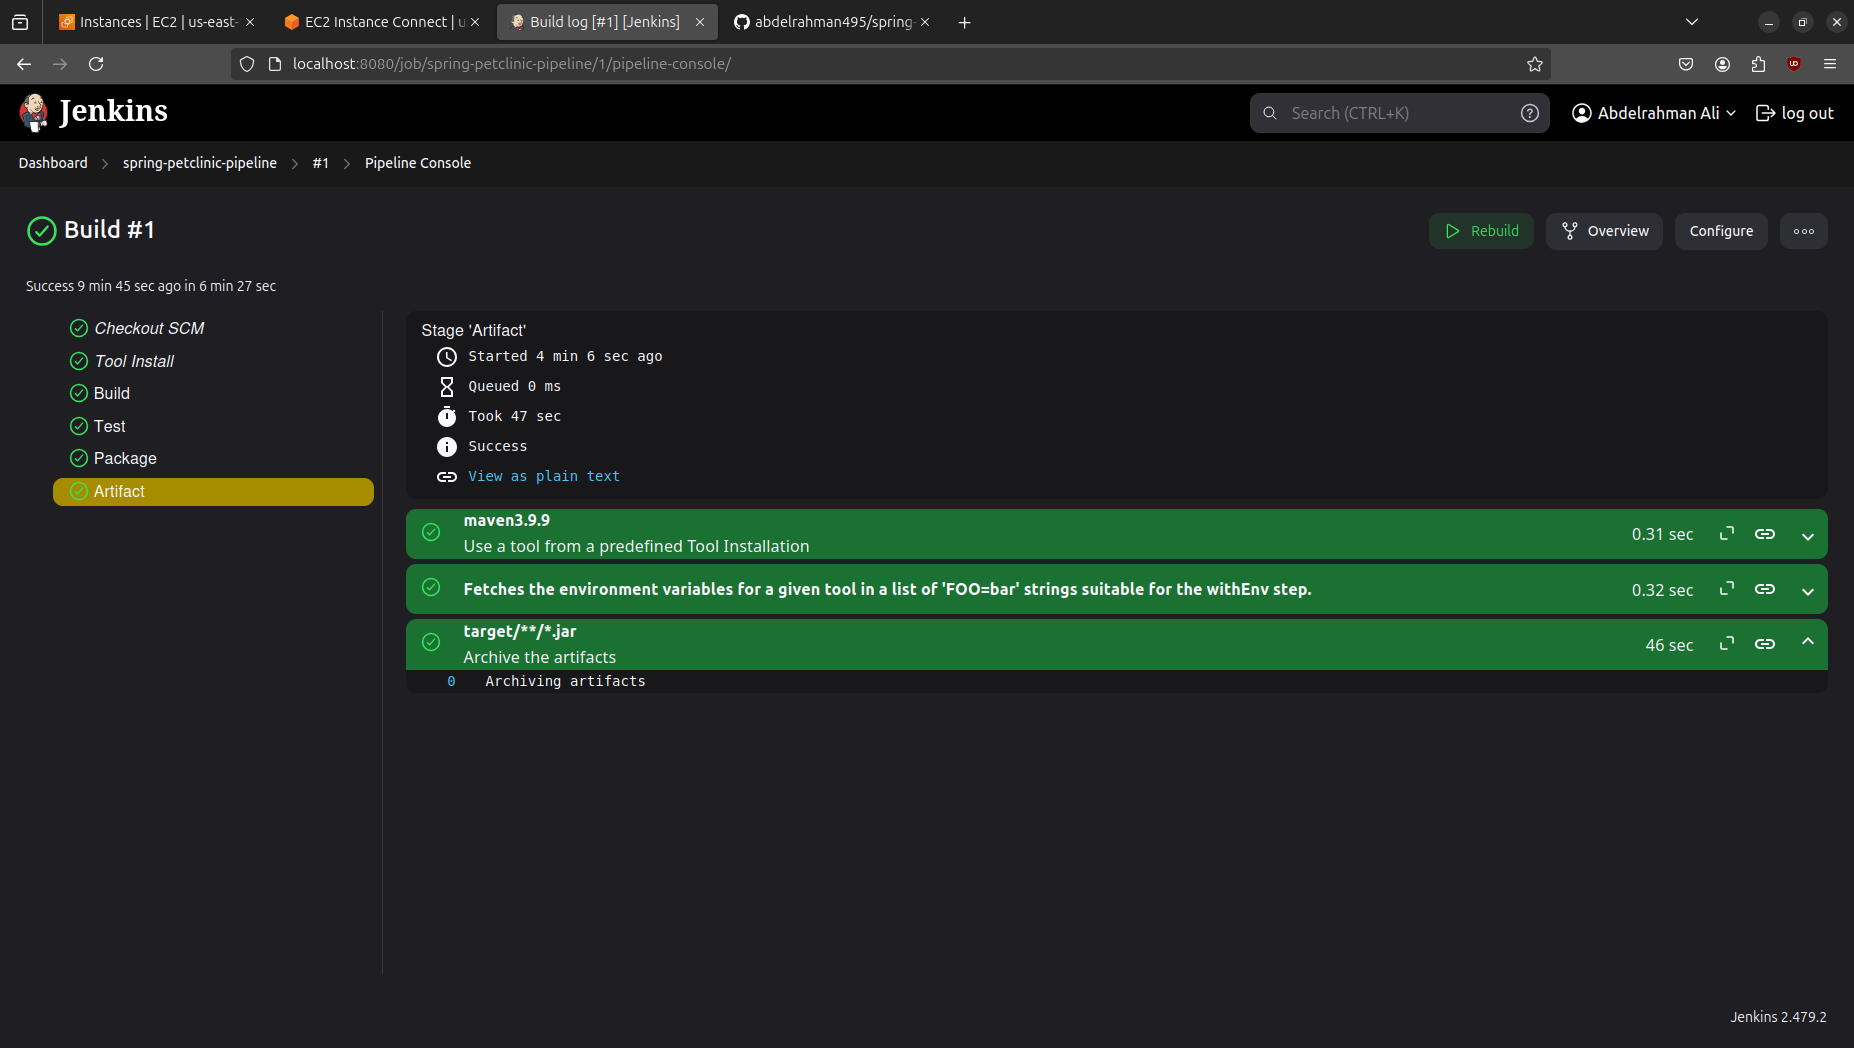 Instances | EC2 | us-east-
EC2 Instance Connect | u
Build log [#1] [Jenkins]
abdelrahman495/spring-
localhost:8080/job/spring-petclinic-pipeline/1/pipeline-console/
Jenkins
Search (CTRL+K)
Abdelrahman Ali
log out
Dashboard
spring-petclinic-pipeline
#1
Pipeline Console
Build #1
Rebuild
Overview
Configure
Success 9 min 45 sec ago in 6 min 27 sec
Checkout SCM
Tool Install
Build
Test
Package
Artifact
Stage 'Artifact'
Started 4 min 6 sec ago
Queued 0 ms
Took 47 sec
Success
View as plain text
maven3.9.9
Use a tool from a predefined Tool Installation
0.31 sec
Fetches the environment variables for a given tool in a list of 'FOO=bar' strings suitable for the withEnv step.
0.32 sec
target/**/*.jar
Archive the artifacts
46 sec
0 Archiving artifacts
Jenkins 2.479.2